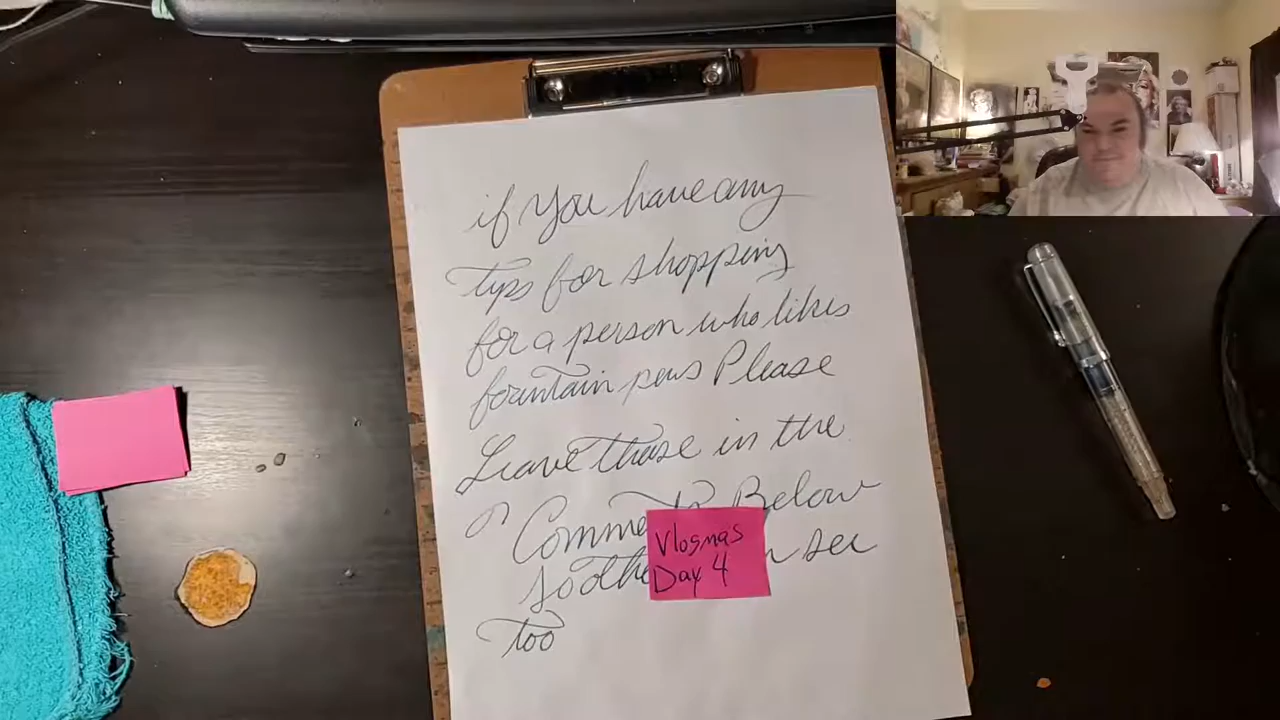 if You have any
tips for shopping
for a person who likes
fountain pens Please
Leave those in the
Below
see
too
Vlogmas
Day 4